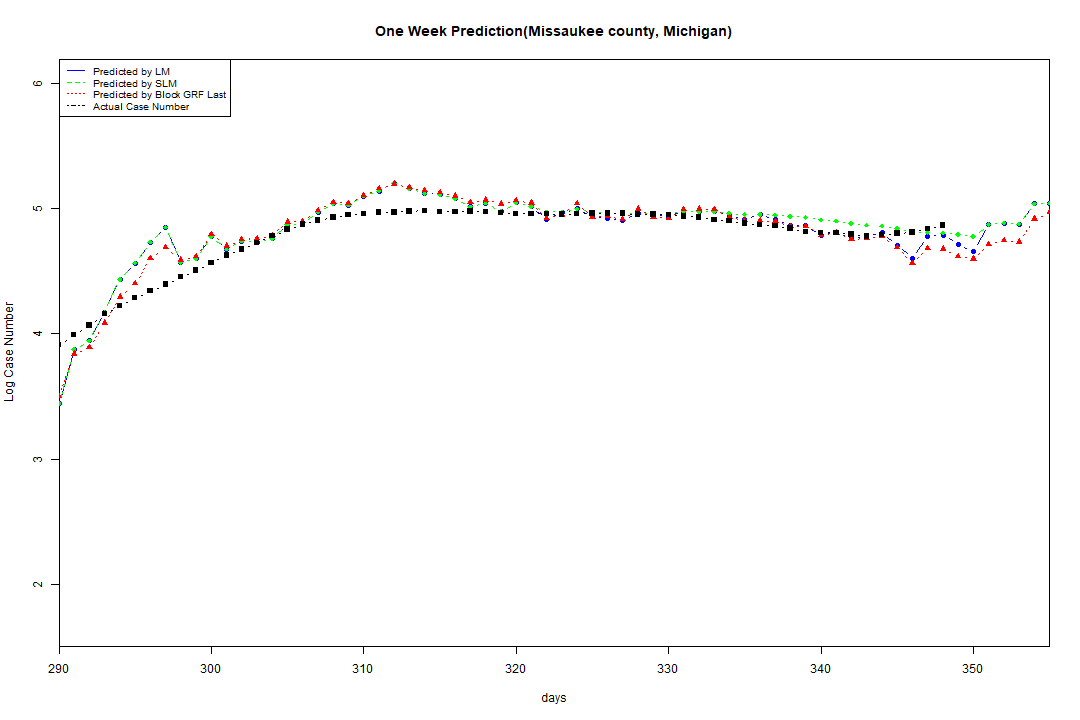 One Week Prediction(Missaukee county, Michigan)
Predicted by LM
Predicted by SLM
Predicted by Block GRF Last
Actual Case Number
6
5
4
3
2
Log Case Number
290 300 310 320 330 340 350
days